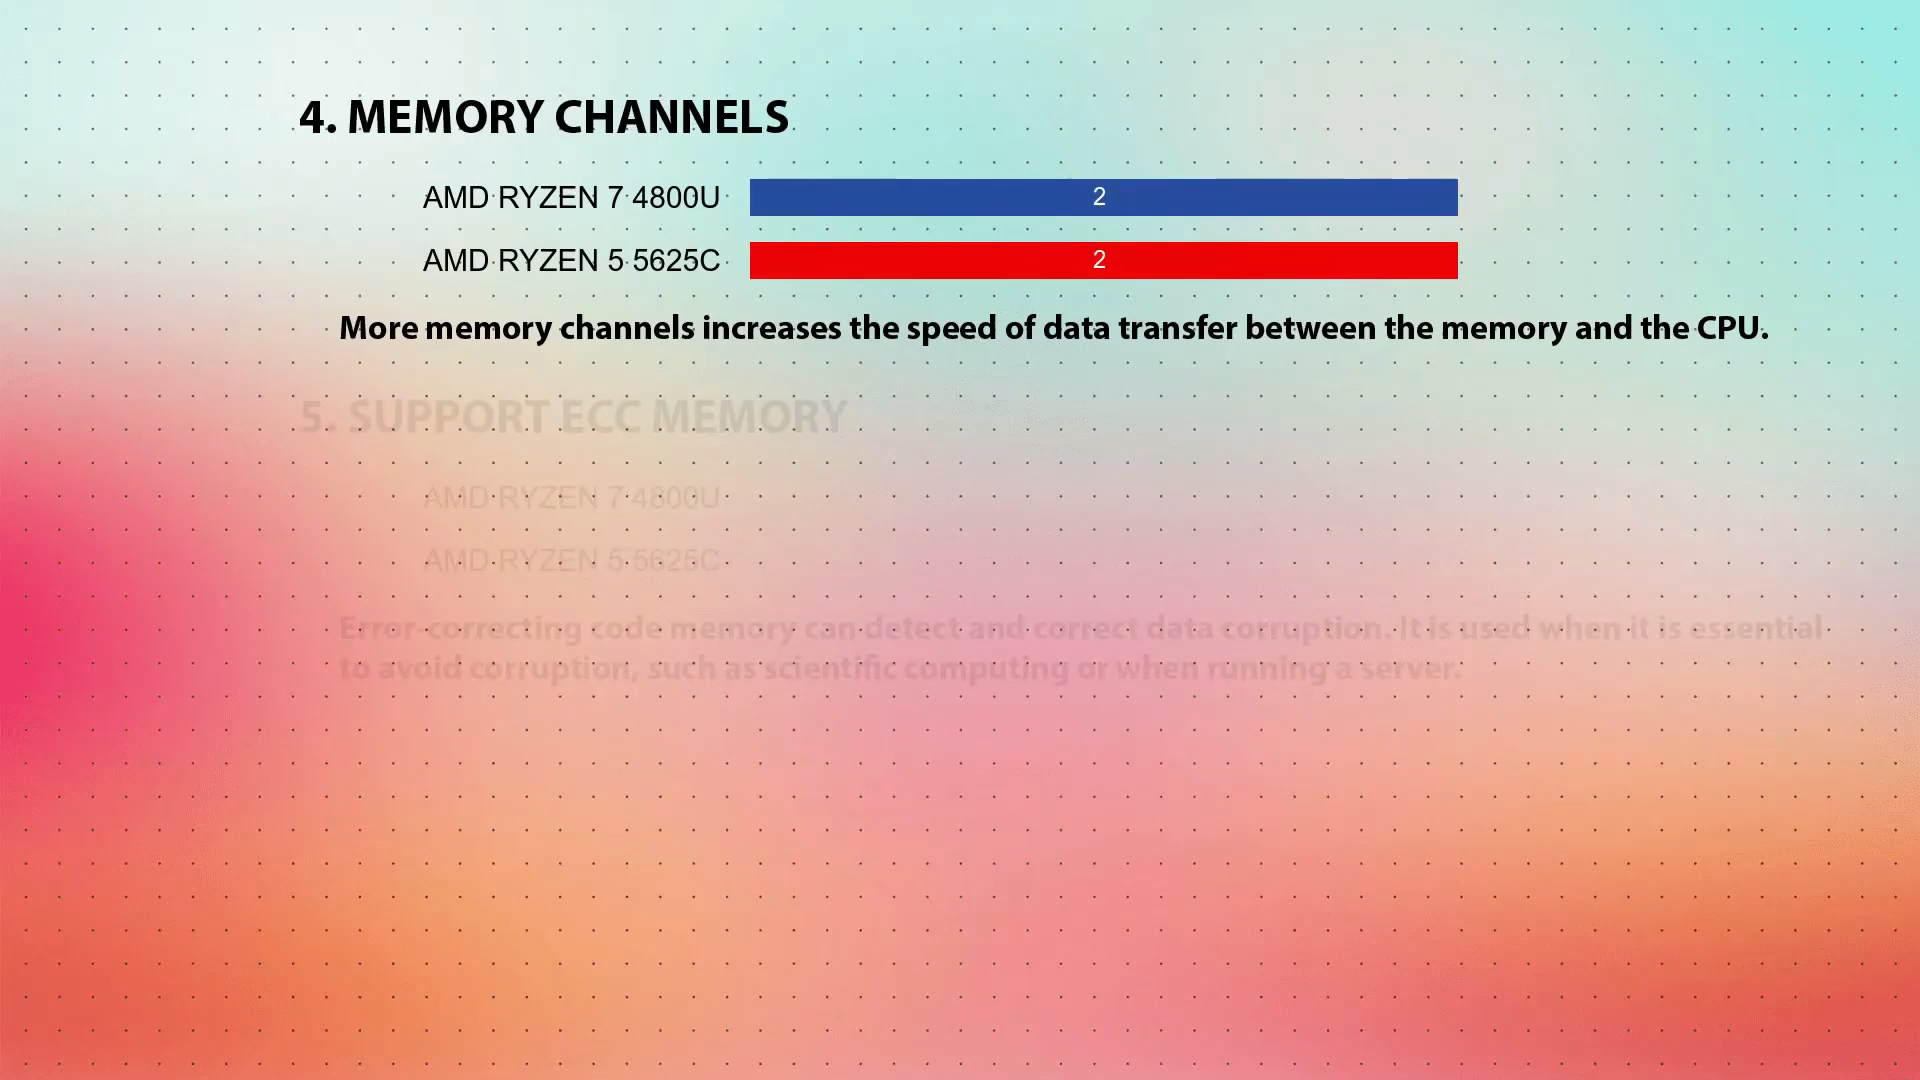 4. MEMORY CHANNELS
AMD RYZEN 7 4800U
2
AMD RYZEN 5 5625C
2
More memory channels increases the speed of data transfer between the memory and the CPU.
5. SUPPORT ECC MEMORY
AMD RYZEN 7 4800U
AMD RYZEN 5 5625C
Error-correcting code memory can detect and correct data corruption. It is used when it is essential
to avoid corruption, such as scientific computing or when running a server.